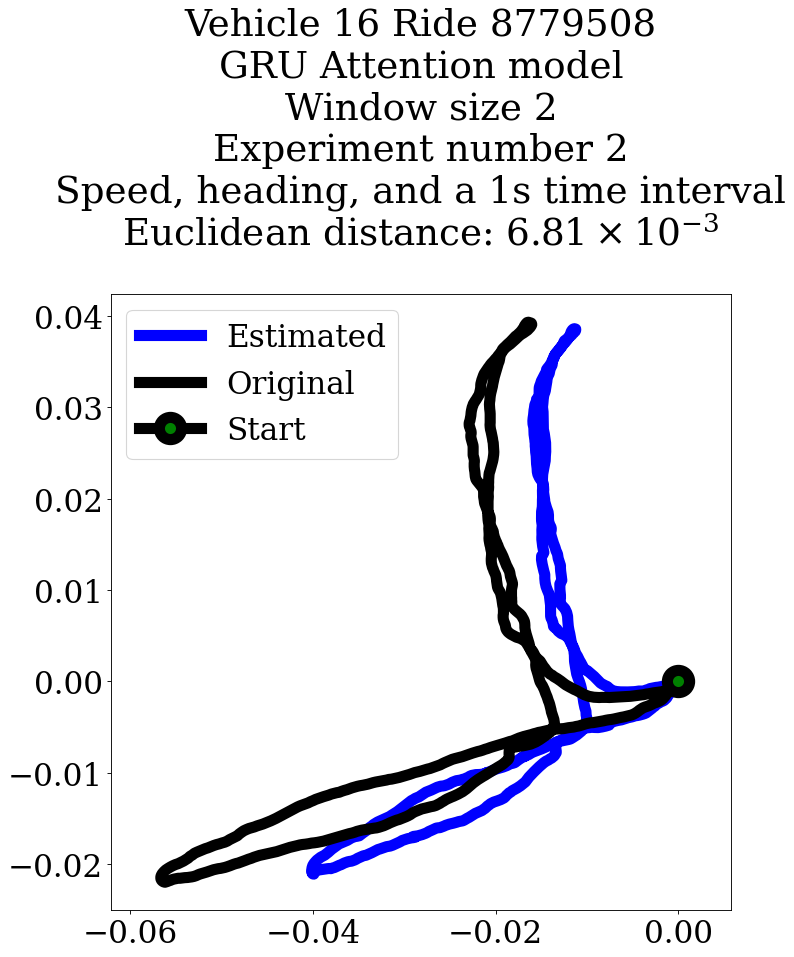 Vehicle 16 Ride 8779508
GRU Attention model
Window size 2
Experiment number 2
Speed, heading, and a 1s time interval
Euclidean distance: 6.81 × 10⁻³
Estimated
Original
Start
0.04
0.03
0.02
0.01
0.00
−0.01
−0.02
−0.06 −0.04 −0.02 0.00